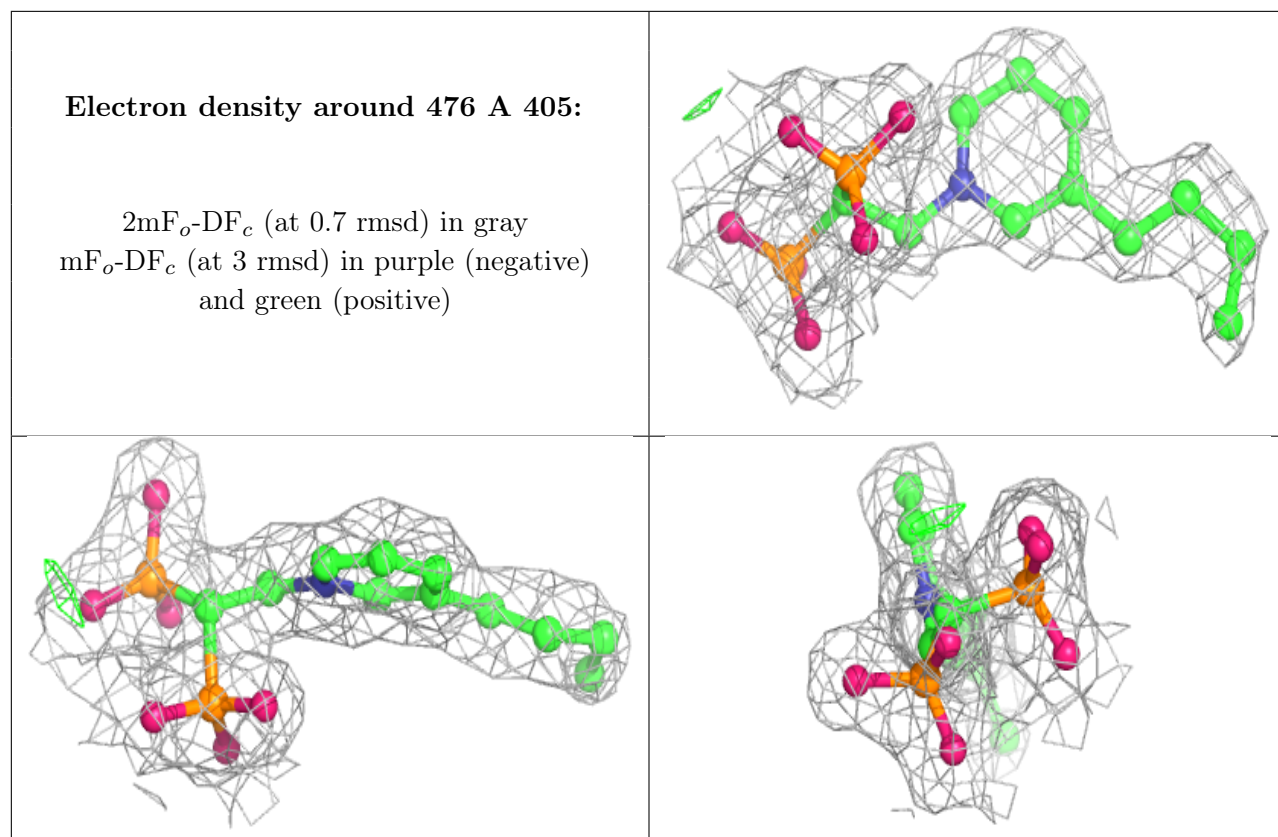 Electron density around 476 A 405:
2mFo-DFc (at 0.7 rmsd) in gray
mFo-DFc (at 3 rmsd) in purple (negative)
and green (positive)